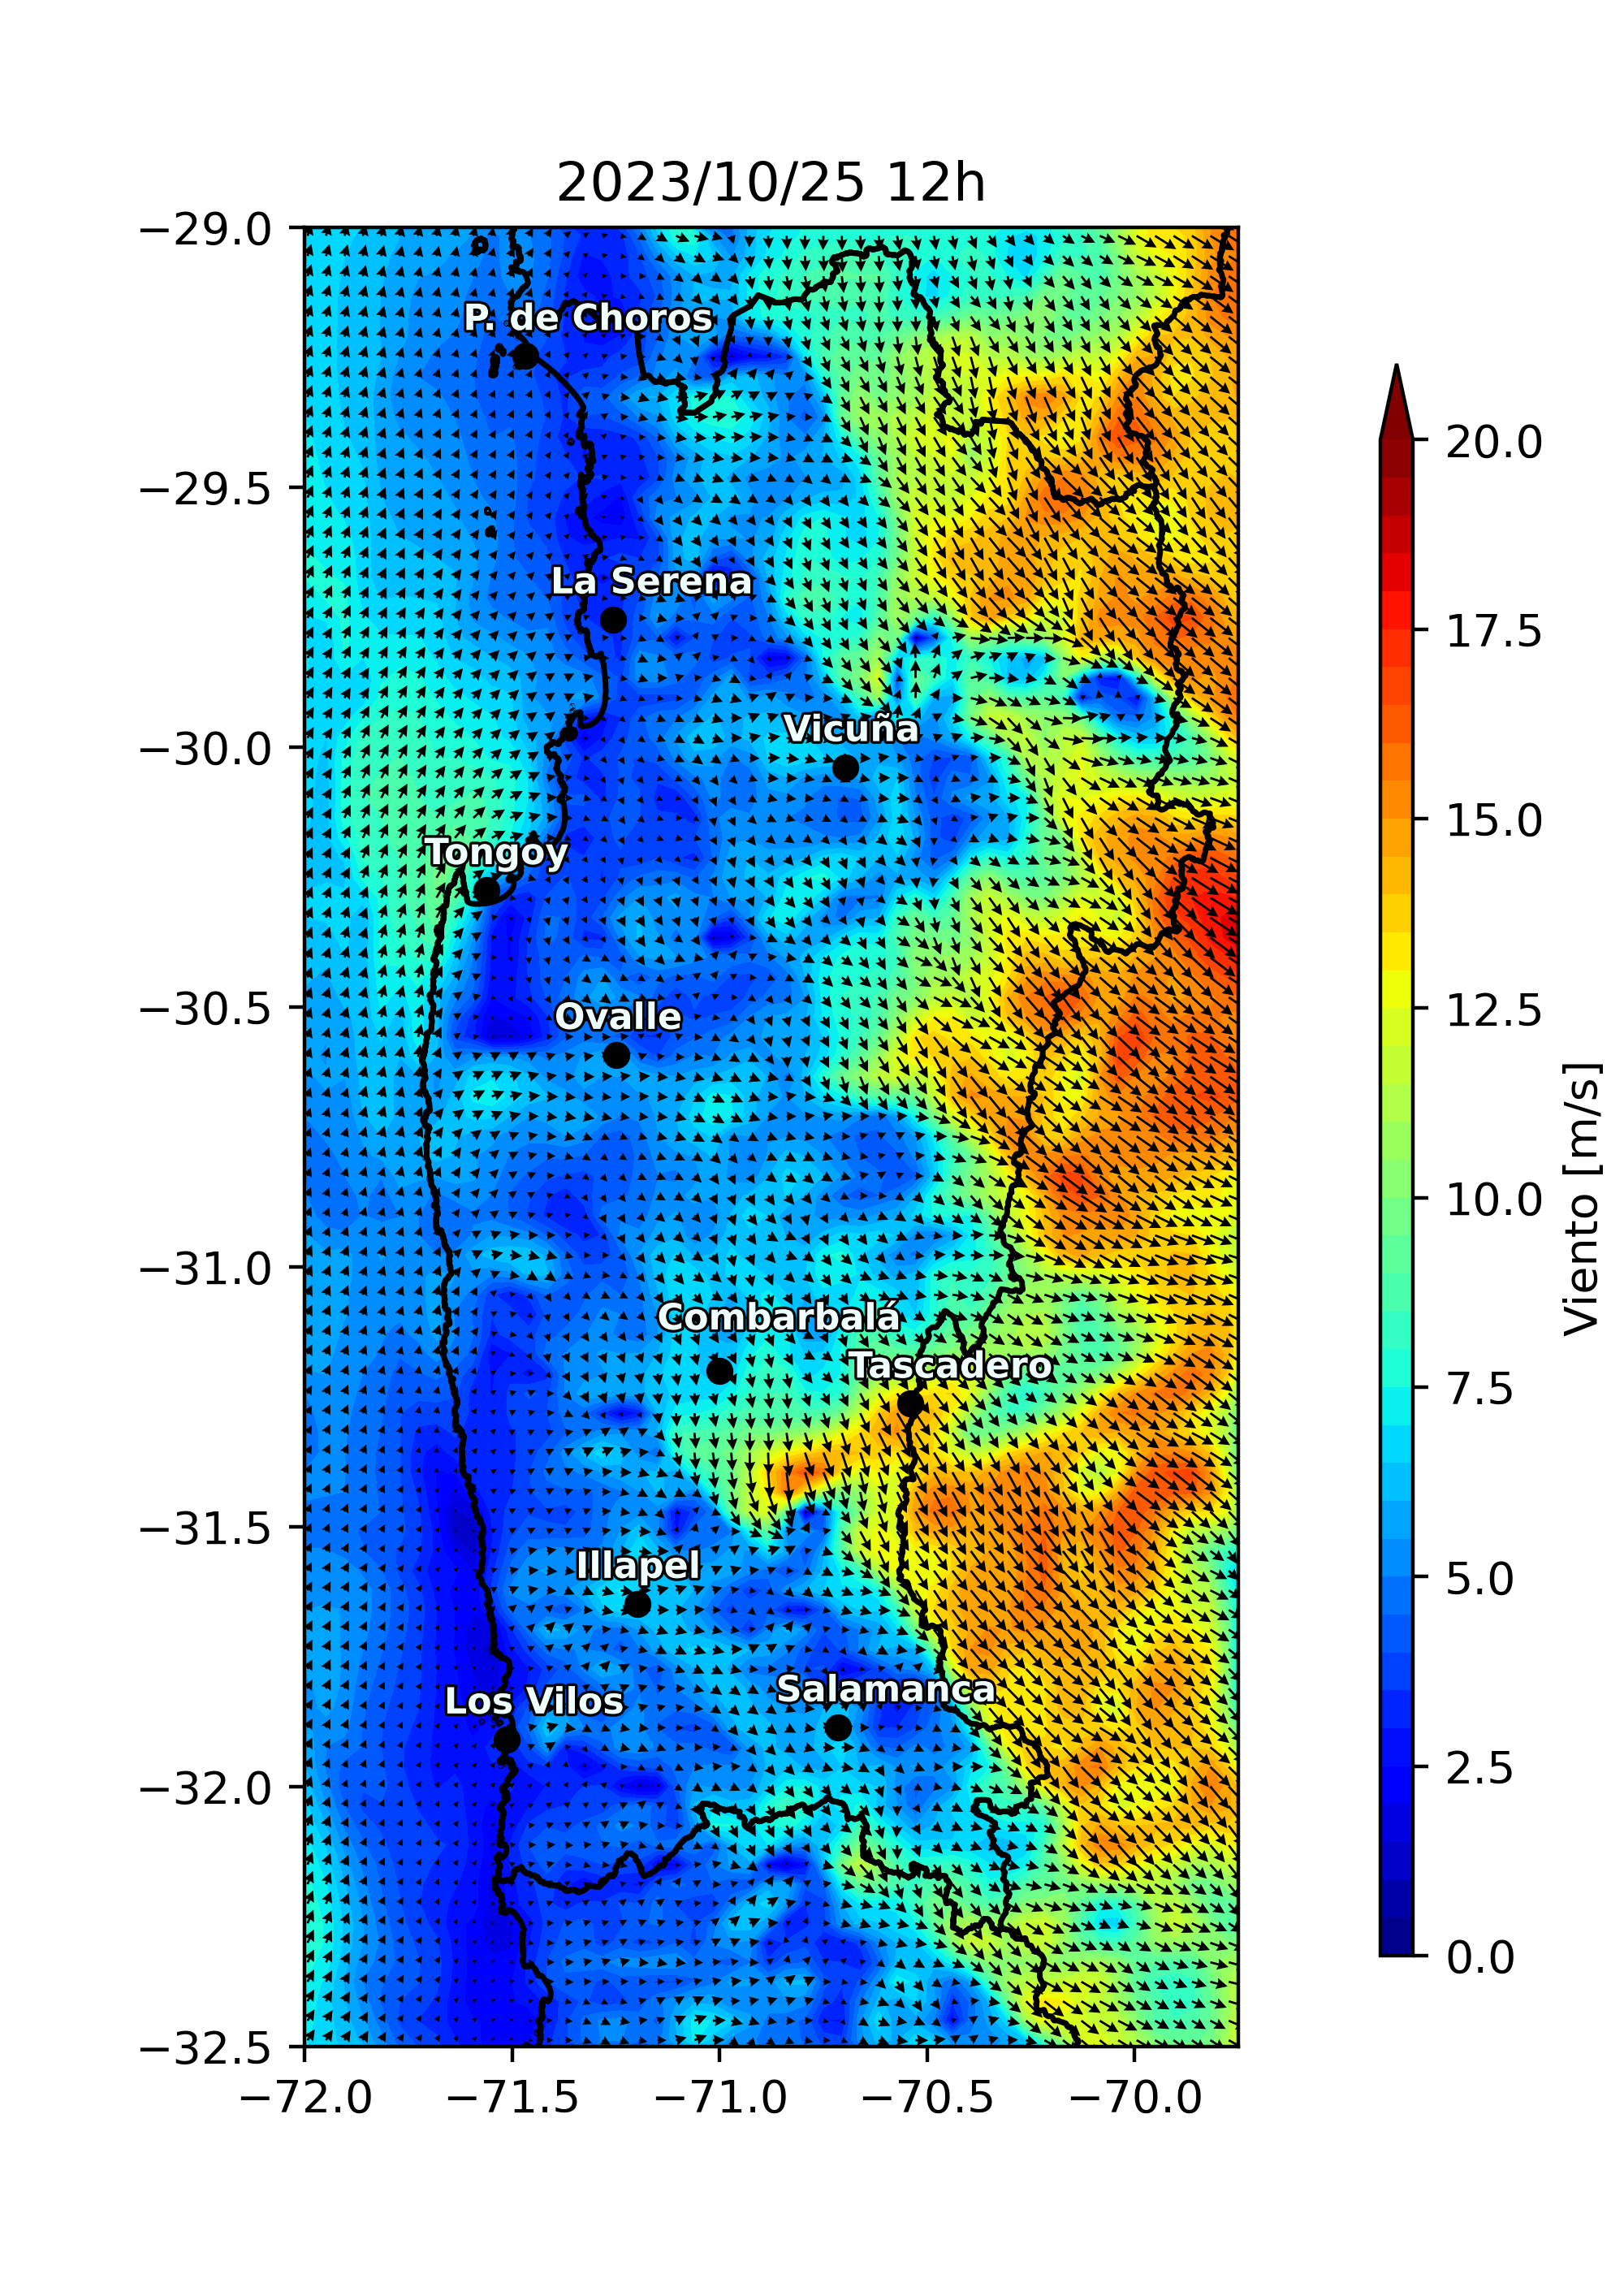 2023/10/25 12h
−29.0
−29.5
−30.0
−30.5
−31.0
−31.5
−32.0
−32.5
−72.0
−71.5
−71.0
−70.5
−70.0
P. de Choros
La Serena
Vicuña
Tongoy
Ovalle
Combarbalá
Tascadero
Illapel
Salamanca
Los Vilos
20.0
17.5
15.0
12.5
10.0
7.5
5.0
2.5
0.0
Viento [m/s]